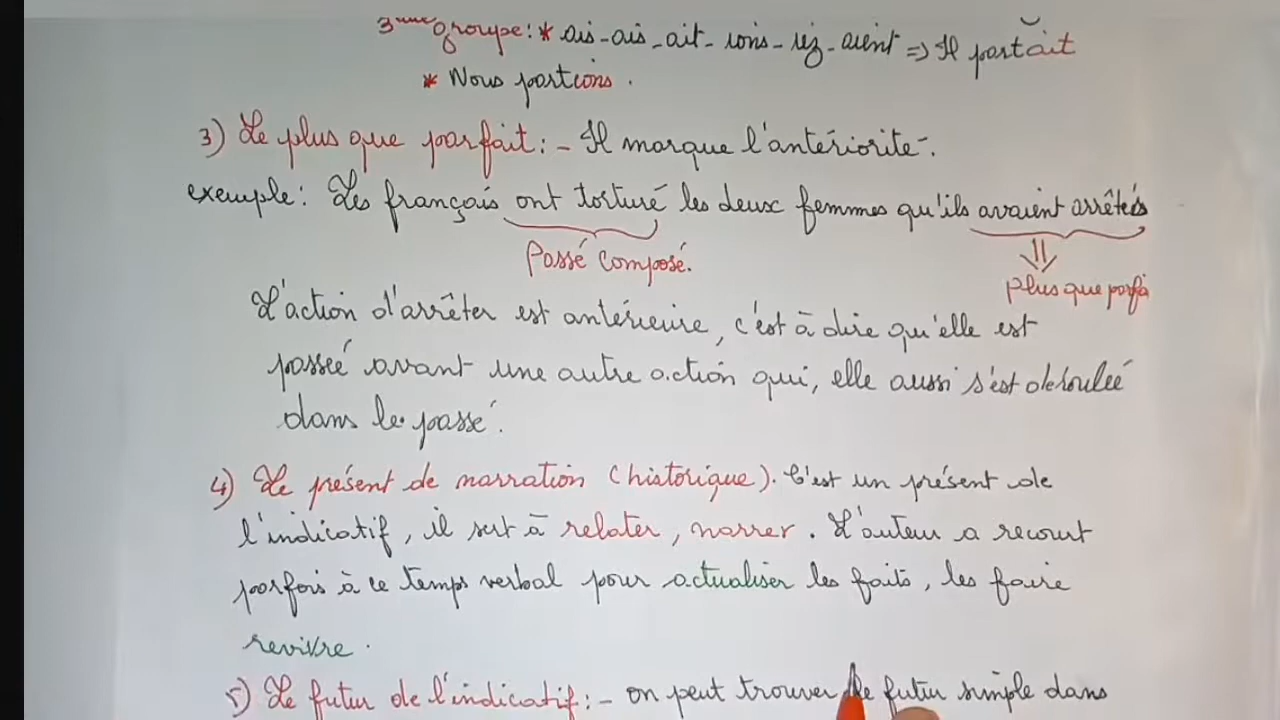 3ème groupe: * ais - ais - ait - ions - iez - aient => Il partait
* Nous partions.
3) Le plus que parfait: - Il marque l'antériorité.
exemple: Les français ont torturé les deux femmes qu'ils avaient arrêtés
Passé composé.
plus que parfa
L'action d'arrêter est antérieure, c'est à dire qu'elle est
passée avant une autre action qui, elle aussi s'est déroulée
dans le passé.
4) Le présent de narration (historique). C'est un présent de
l'indicatif, il sert à relater, narrer. L'auteur a recourt
parfois à ce temps verbal pour actualiser les faits, les faire
revivre.
5) Le futur de l'indicatif: - on peut trouver le futur simple dans